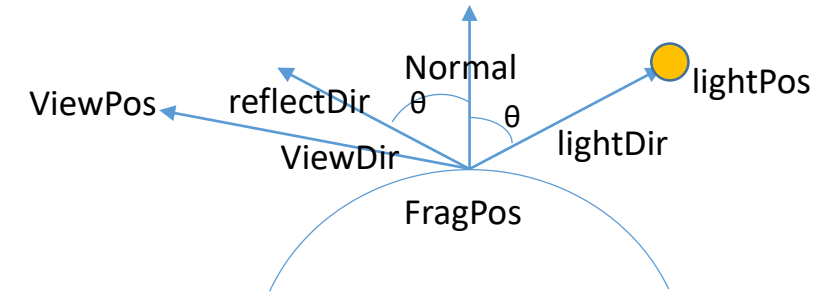 Normal
lightPos
ViewPos
reflectDir
θ
θ
lightDir
ViewDir
FragPos